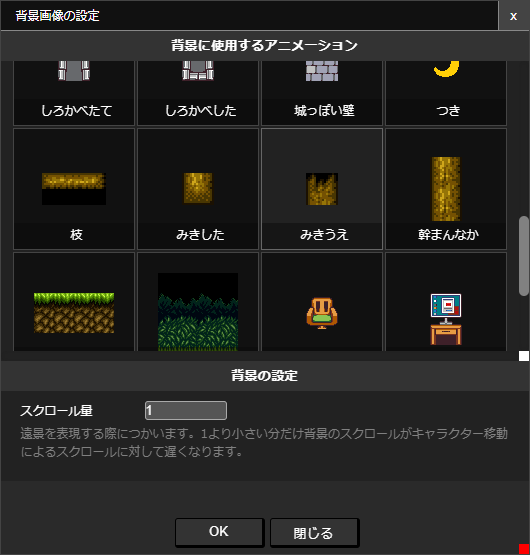 背景画像の設定
x
背景に使用するアニメーション
しろかべたて
しろかべした
城っぽい壁
つき
枝
みきした
みきうえ
幹まんなか
背景の設定
スクロール量
1
遠景を表現する際につかいます。1より小さい分だけ背景のスクロールがキャラクター移動
によるスクロールに対して遅くなります。
OK
閉じる